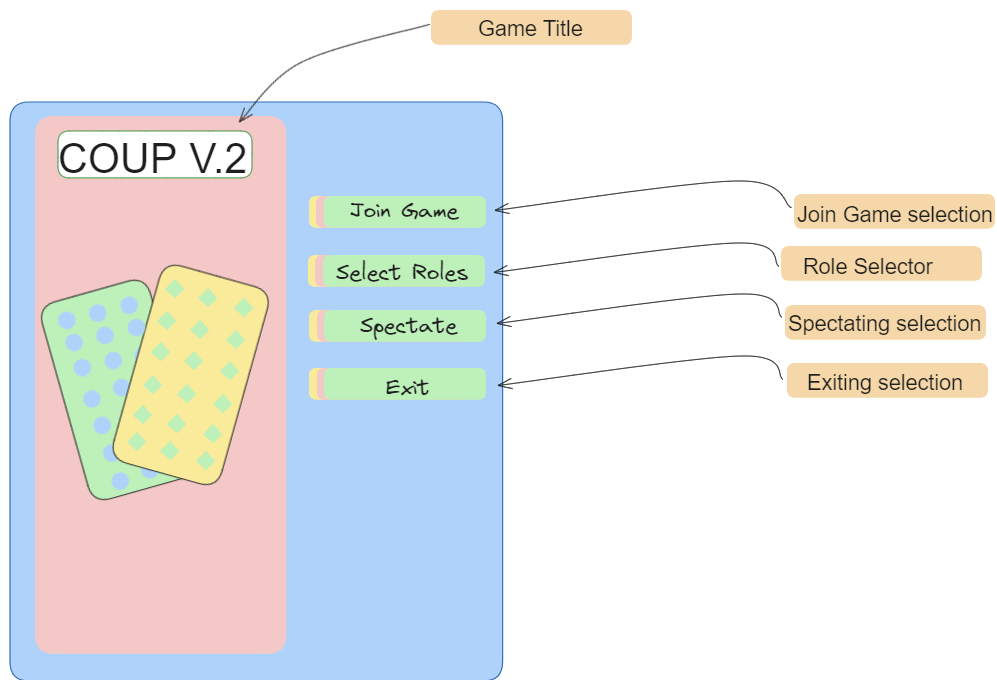 Game Title
COUP V.2
Join Game
Join Game selection
Select Roles
Role Selector
Spectate
Spectating selection
Exit
Exiting selection